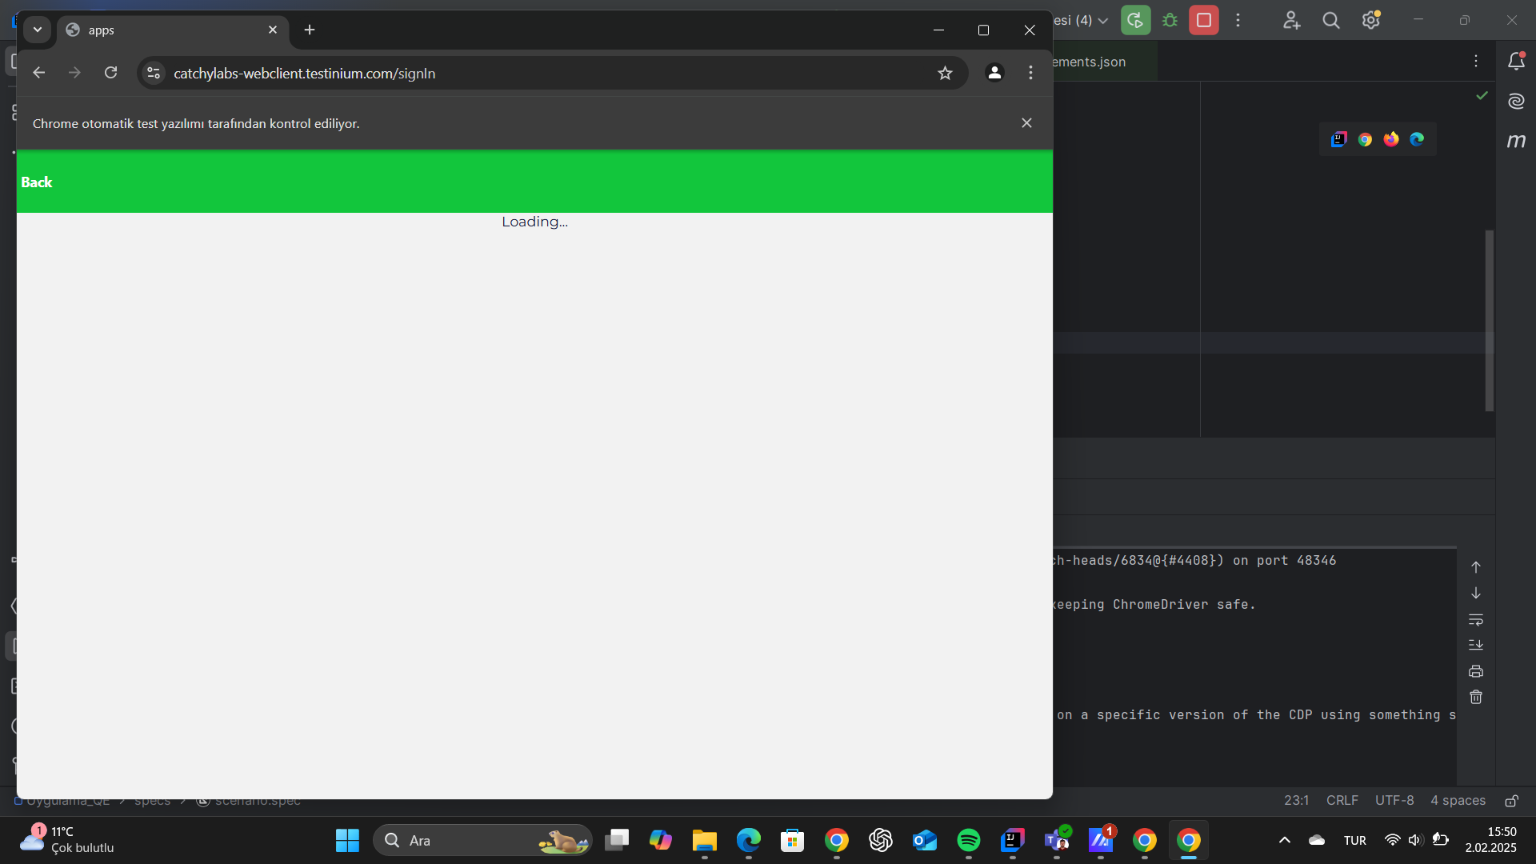 apps
esi (4)
catchylabs-webclient.testinium.com/signIn
ements.json
Chrome otomatik test yazılımı tarafından kontrol ediliyor.
Back
Loading...
ch-heads/6834@{#4408}) on port 48346
keeping ChromeDriver safe.
on a specific version of the CDP using something s
Uygulama_QE > specs > scenario.spec
23:1 CRLF UTF-8 4 spaces
1
11°C
Çok bulutlu
Ara
1
TUR
15:50
2.02.2025